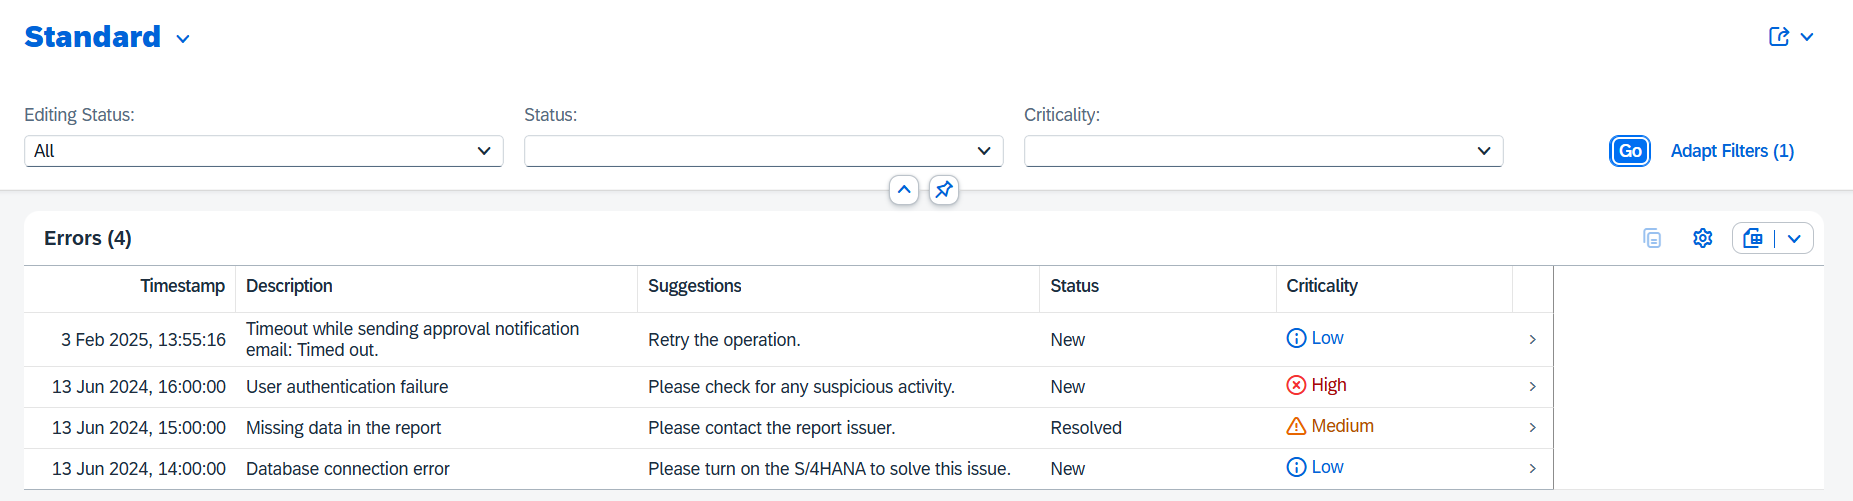 Standard
Editing Status:
Status:
Criticality:
All
Go
Adapt Filters (1)
Errors (4)
Timestamp Description Suggestions Status Criticality
3 Feb 2025, 13:55:16 Timeout while sending approval notification email: Timed out. Retry the operation. New Low
13 Jun 2024, 16:00:00 User authentication failure Please check for any suspicious activity. New High
13 Jun 2024, 15:00:00 Missing data in the report Please contact the report issuer. Resolved Medium
13 Jun 2024, 14:00:00 Database connection error Please turn on the S/4HANA to solve this issue. New Low